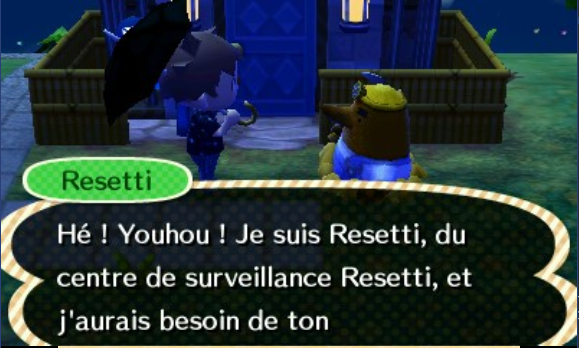 Resetti
Hé ! Youhou ! Je suis Resetti, du
centre de surveillance Resetti, et
j'aurais besoin de ton